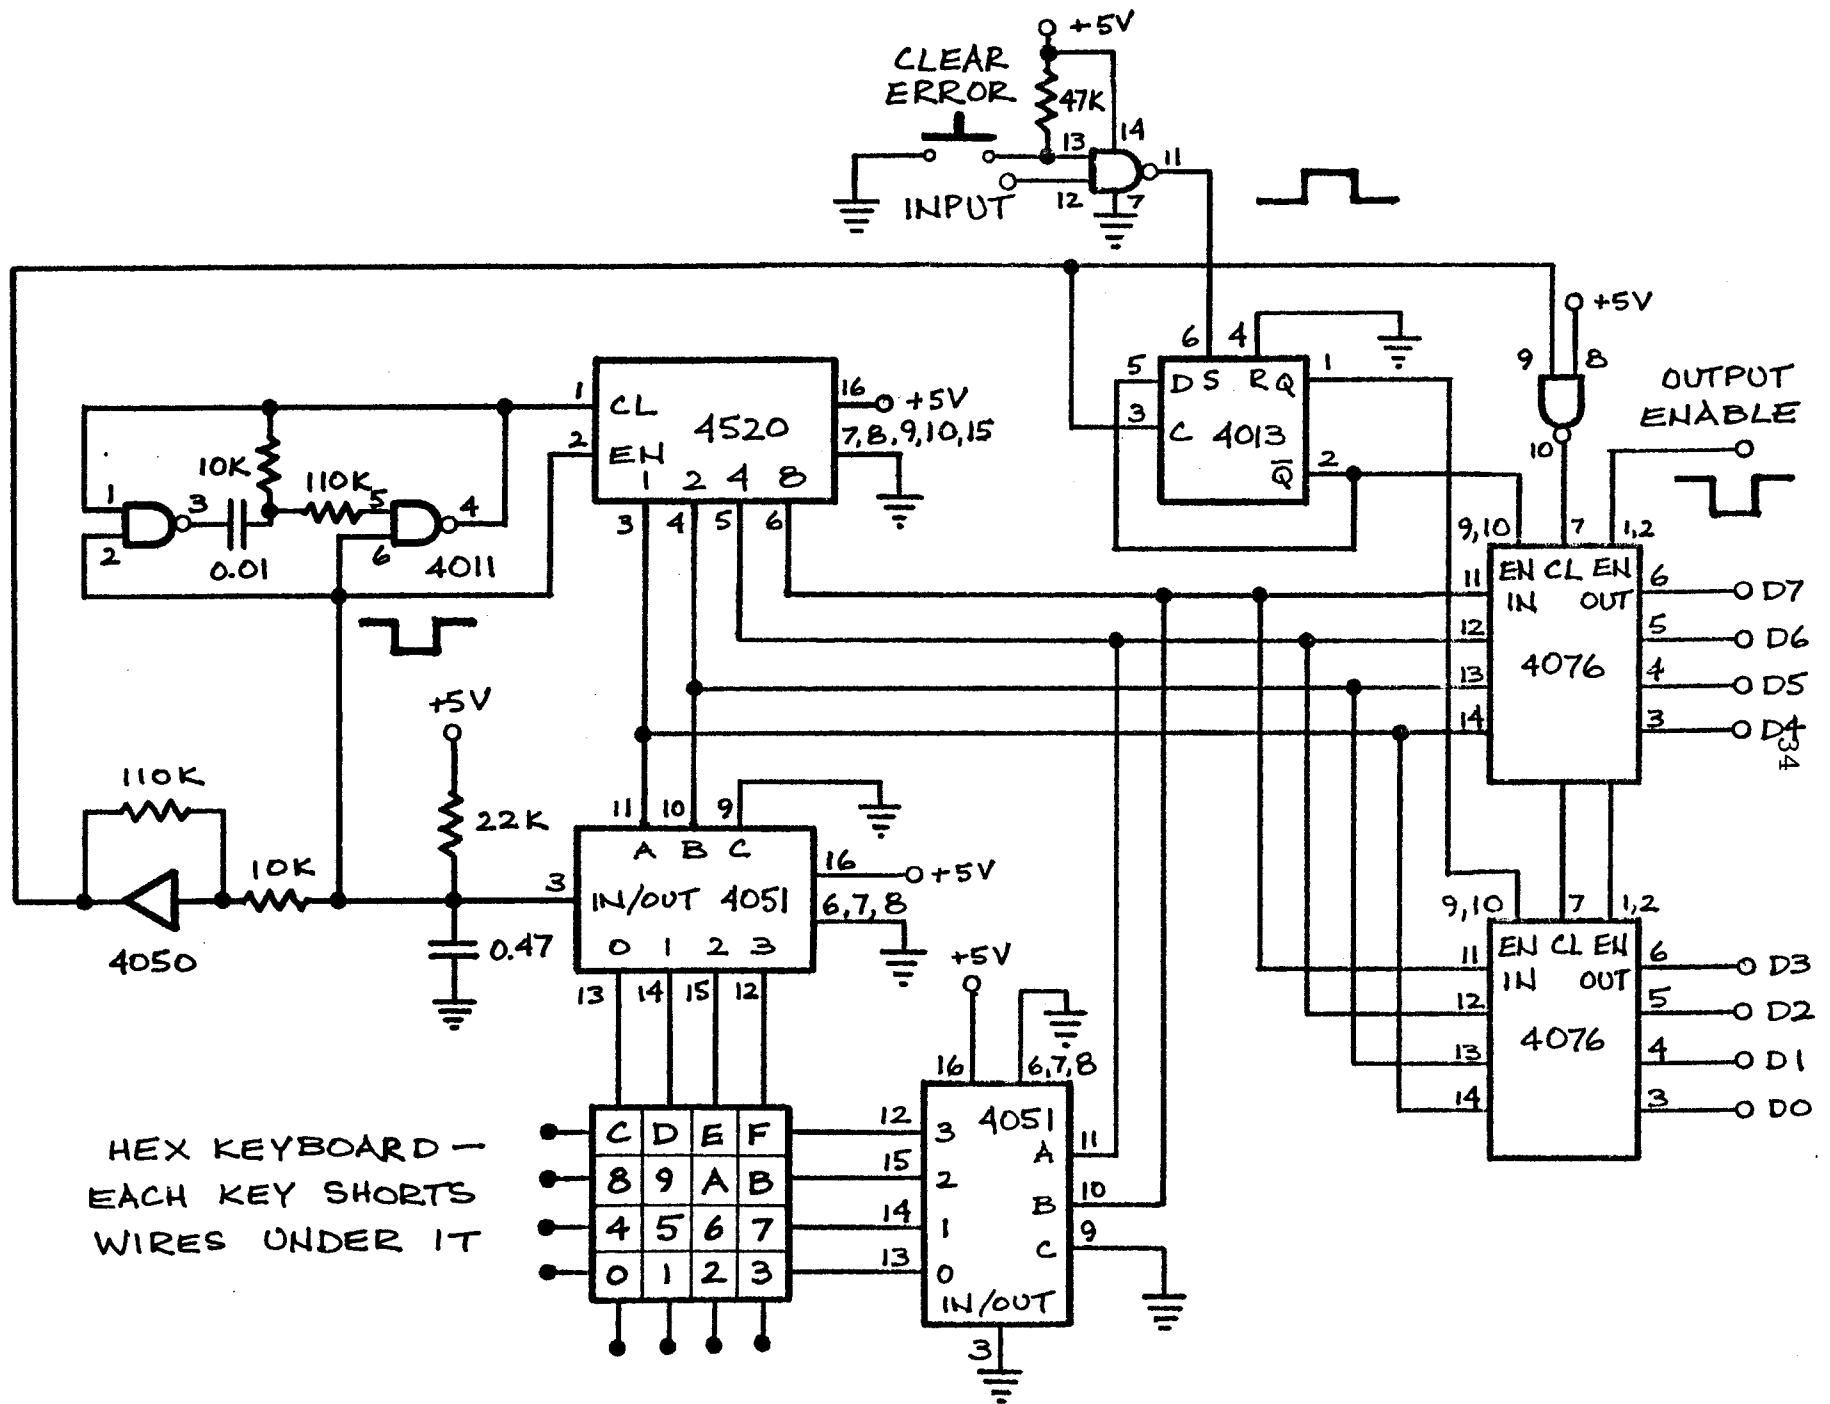 +5V
CLEAR
ERROR
47K
14
13
11
12
7
INPUT
+5V
9
8
OUTPUT
ENABLE
10
6
4
5
D S R Q
1
3
C
4013
2
Q̅
1
CL
16
+5V
4520
2
EN
7,8,9,10,15
1 2 4 8
3
4
5
6
10K
110K
1
3
5
4
2
0.01
6
4011
9,10
7
1,2
EN CL EN
IN OUT
11
12
13
14
4076
6
D7
5
D6
4
D5
3
D4
34
+5V
22K
110K
10K
4050
0.47
11
10
9
A B C
3
IN/OUT 4051
16
+5V
6,7,8
0 1 2 3
13
14
15
12
+5V
16
6,7,8
9,10
7
1,2
EN CL EN
IN OUT
11
12
13
14
4076
6
D3
5
D2
4
D1
3
D0
HEX KEYBOARD —
EACH KEY SHORTS
WIRES UNDER IT
C D E F
8 9 A B
4 5 6 7
0 1 2 3
12
15
14
13
3
2
1
0
4051
A
B
C
11
10
9
IN/OUT
3